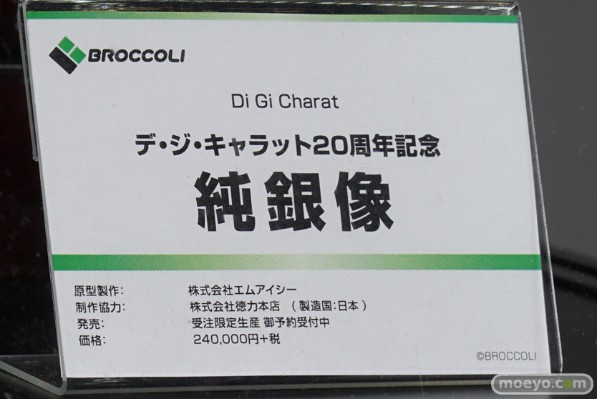 BROCCOLI
Di Gi Charat
デ・ジ・キャラット20周年記念
純銀像
原型製作： 株式会社エムアイシー
制作協力： 株式会社徳力本店 (製造国：日本)
発売： 受注限定生産 御予約受付中
価格： 240,000円+税
©BROCCOLI
moeyo.com